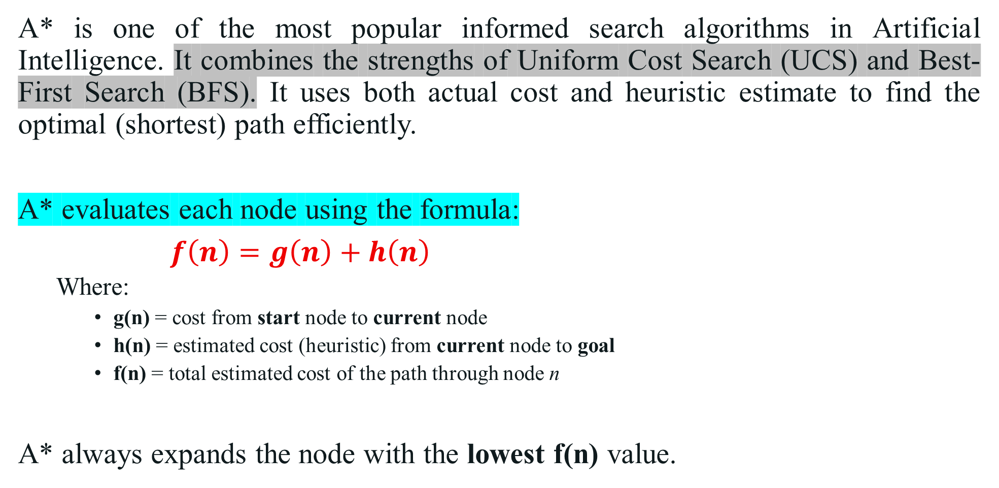 A* is one of the most popular informed search algorithms in Artificial
Intelligence. It combines the strengths of Uniform Cost Search (UCS) and Best-
First Search (BFS). It uses both actual cost and heuristic estimate to find the
optimal (shortest) path efficiently.
A* evaluates each node using the formula:
f(n) = g(n) + h(n)
Where:
• g(n) = cost from start node to current node
• h(n) = estimated cost (heuristic) from current node to goal
• f(n) = total estimated cost of the path through node n
A* always expands the node with the lowest f(n) value.